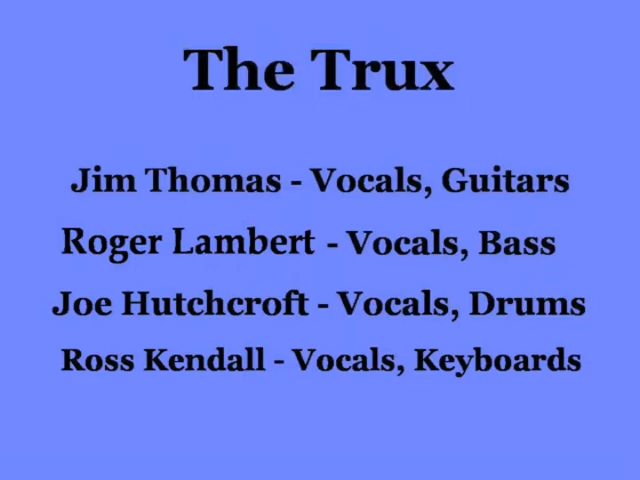 The Trux
Jim Thomas - Vocals, Guitars
Roger Lambert - Vocals, Bass
Joe Hutchcroft - Vocals, Drums
Ross Kendall - Vocals, Keyboards